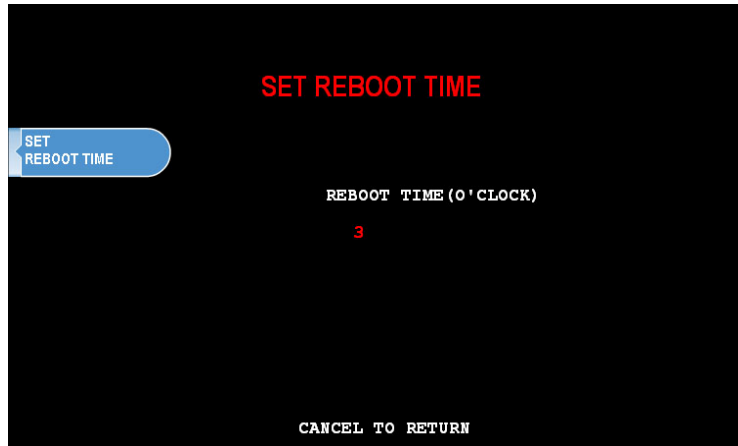 SET REBOOT TIME
SET
REBOOT TIME
REBOOT TIME(O'CLOCK)
3
CANCEL TO RETURN